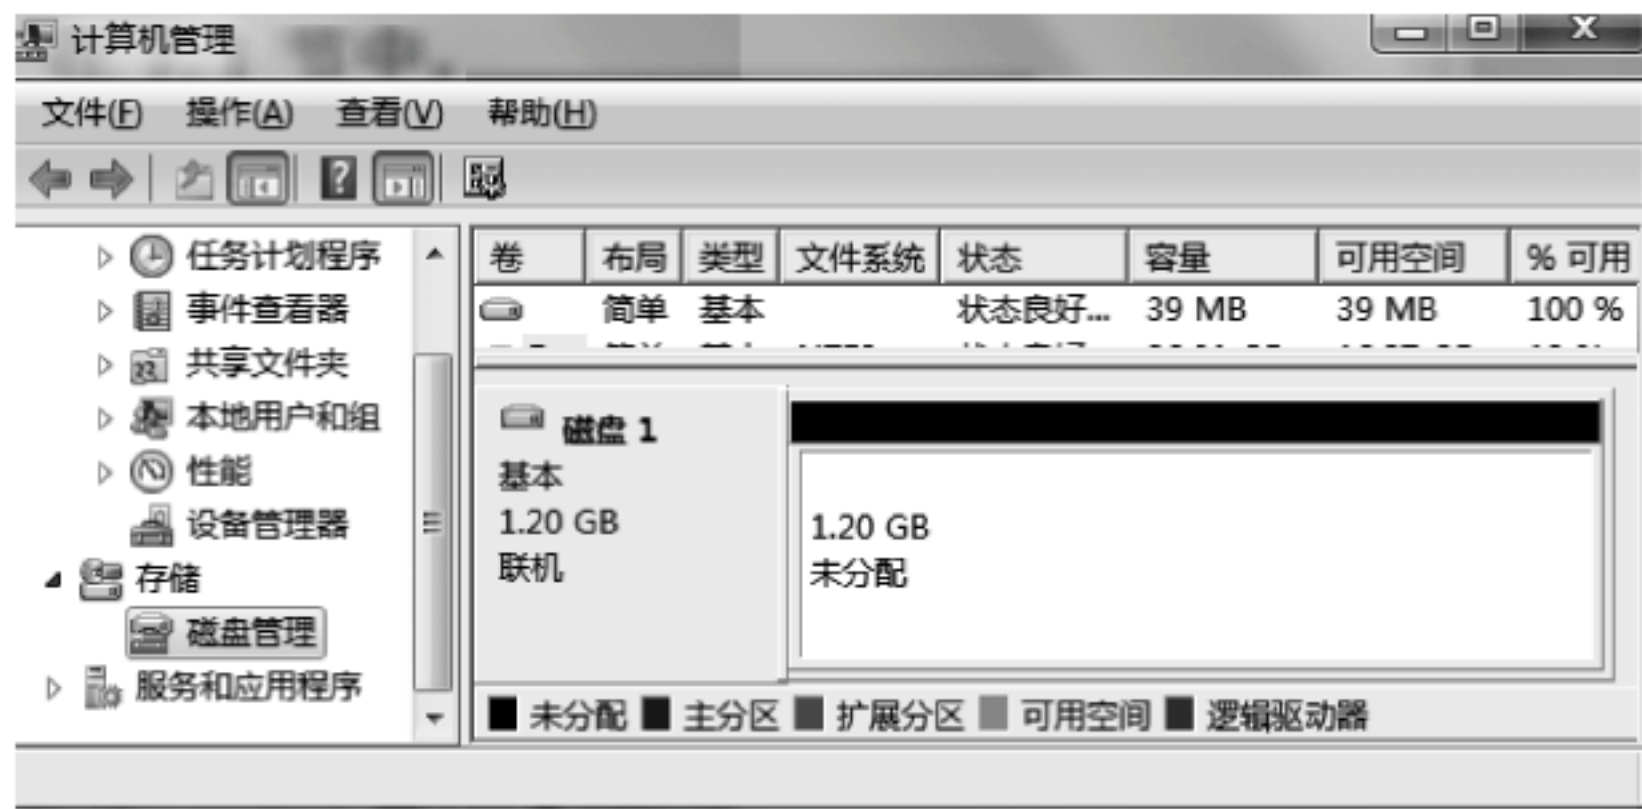 计算机管理
文件(F) 操作(A) 查看(V) 帮助(H)
任务计划程序
事件查看器
共享文件夹
本地用户和组
性能
设备管理器
存储
磁盘管理
服务和应用程序
卷 布局 类型 文件系统 状态 容量 可用空间 % 可用
简单 基本 状态良好... 39 MB 39 MB 100 %
磁盘 1
基本
1.20 GB
联机
1.20 GB
未分配
未分配 主分区 扩展分区 可用空间 逻辑驱动器